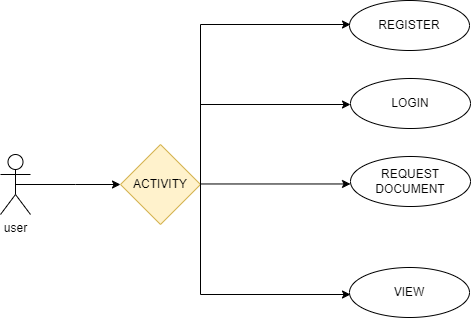 REGISTER
LOGIN
ACTIVITY
REQUEST
DOCUMENT
user
VIEW